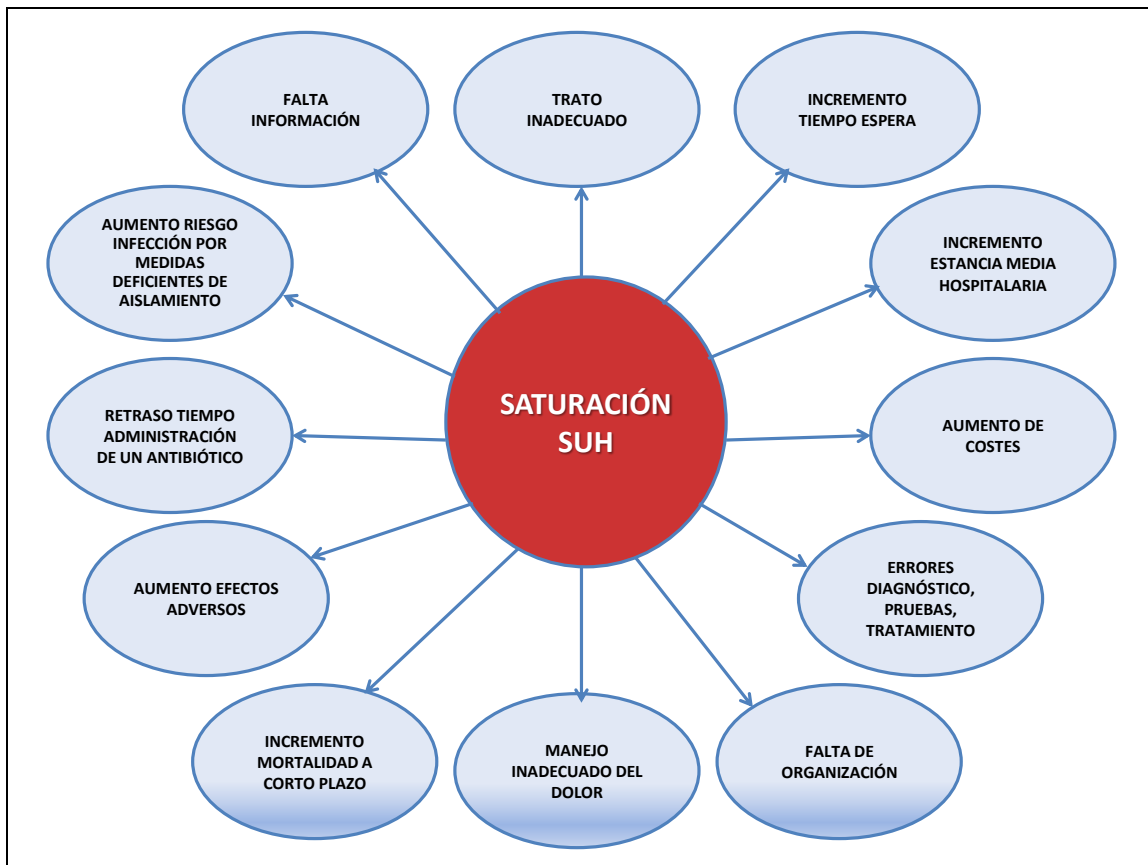 FALTA
INFORMACIÓN
TRATO
INADECUADO
INCREMENTO
TIEMPO ESPERA
AUMENTO RIESGO
INFECCIÓN POR
MEDIDAS
DEFICIENTES DE
AISLAMIENTO
INCREMENTO
ESTANCIA MEDIA
HOSPITALARIA
SATURACIÓN
SUH
RETRASO TIEMPO
ADMINISTRACIÓN
DE UN ANTIBIÓTICO
AUMENTO DE
COSTES
AUMENTO EFECTOS
ADVERSOS
ERRORES
DIAGNÓSTICO,
PRUEBAS,
TRATAMIENTO
INCREMENTO
MORTALIDAD A
CORTO PLAZO
MANEJO
INADECUADO DEL
DOLOR
FALTA DE
ORGANIZACIÓN